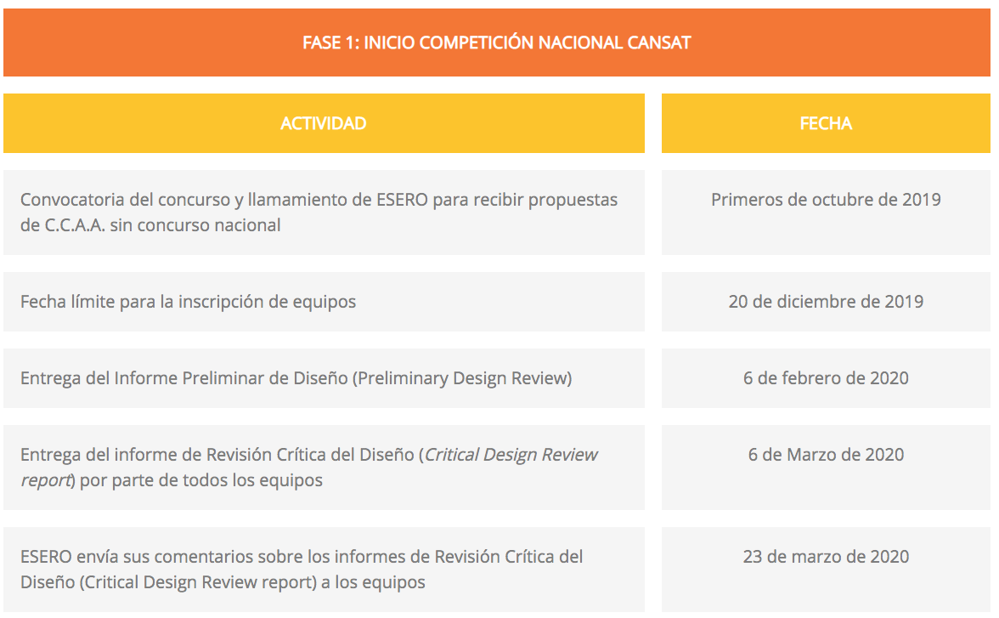 FASE 1: INICIO COMPETICIÓN NACIONAL CANSAT
ACTIVIDAD
FECHA
Convocatoria del concurso y llamamiento de ESERO para recibir propuestas
de C.C.A.A. sin concurso nacional
Primeros de octubre de 2019
Fecha límite para la inscripción de equipos
20 de diciembre de 2019
Entrega del Informe Preliminar de Diseño (Preliminary Design Review)
6 de febrero de 2020
Entrega del informe de Revisión Crítica del Diseño (Critical Design Review
report) por parte de todos los equipos
6 de Marzo de 2020
ESERO envía sus comentarios sobre los informes de Revisión Crítica del
Diseño (Critical Design Review report) a los equipos
23 de marzo de 2020